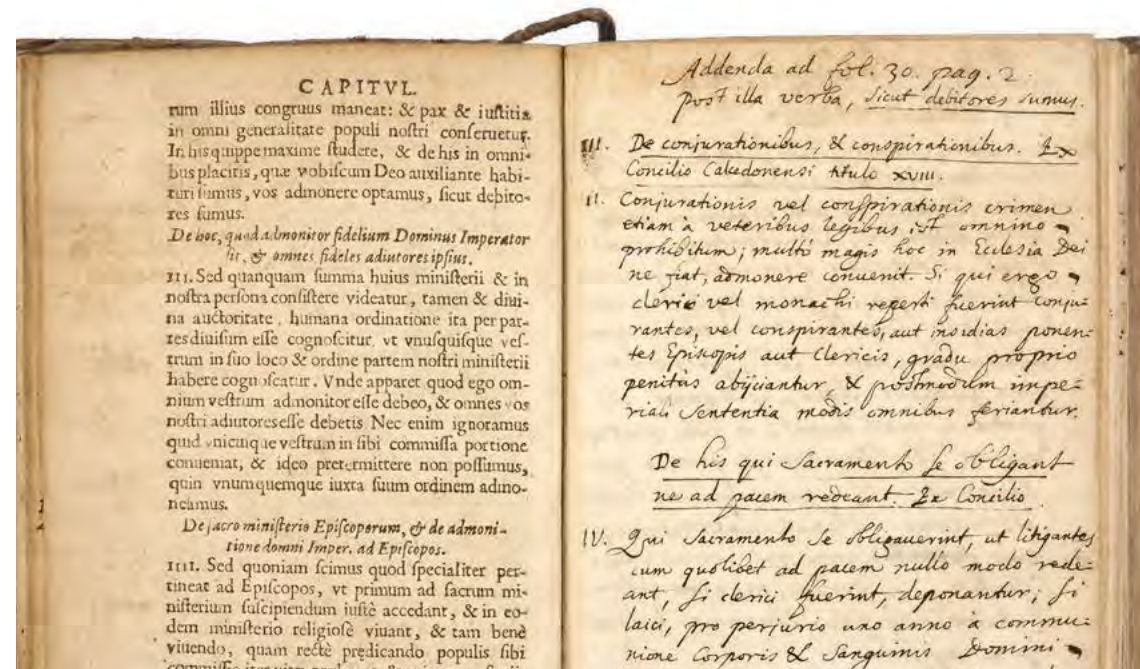 CAPITVL.
rum illius congruus maneat: & pax & iuſtitia
in omni generalitate populi noſtri conſeruetur.
In his quippe maxime ſtudere, & de his in omni-
bus placitis, quæ vobiſcum Deo auxiliante habi-
turi ſumus, vos admonere optamus, ſicut debito-
res ſumus.
De hoc, quod admonitor fidelium Dominus Imperator
ſit, & omnes fideles adiutores ipſius.
III. Sed quanquam ſumma huius miniſterii & in
noſtra perſona conſiſtere videatur, tamen & diui-
na auctoritate, humana ordinatione ita per par-
tes diuiſum eſſe cognoſcitur, vt vnuſquiſque veſ-
trum in ſuo loco & ordine partem noſtri miniſterii
habere cognoſcatur. Vnde apparet quod ego om-
nium veſtrum admonitor eſſe debeo, & omnes vos
noſtri adiutores eſſe debetis. Nec enim ignoramus
quid vnicuique veſtrum in ſibi commiſſa portione
conueniat, & ideo pretermittere non poſſumus,
quin vnumquemque iuxta ſuum ordinem admo-
neamus.
De ſacro miniſterio Epiſcoporum, & de admoni-
tione domni Imper. ad Epiſcopos.
IIII. Sed quoniam ſcimus quod ſpecialiter per-
tineat ad Epiſcopos, vt primum ad ſacrum mi-
niſterium ſuſcipiendum iuſtè accedant, & in eo-
dem miniſterio religioſè viuant, & tam benè
viuendo, quam rectè prędicando populis ſibi
Addenda ad fol. 30. pag. 2.
post illa verba, sicut debitores sumus.
III. De conjurationibus, & conspirationibus. Ex
Concilio Calcedonensi titulo XVIII.
II. Conjurationis vel conſpirationis crimen
etiam à veteribus legibus est omnino
prohibitum; multò magis hoc in Ecclesia Dei
ne fiat, admonere conuenit. Si qui ergo
clerici vel monachi reperti fuerint conju-
rantes, vel conspirantes, aut insidias ponen-
tes Episcopis aut Clericis, gradu proprio
penitùs abijciantur, & postmodum impe-
riali Sententia modis omnibus feriantur.
De his qui Sacramento se obligant
ne ad pacem redeant. Ex Concilio
IV. Qui Sacramento se obligauerint, ut litigantes
cum quolibet ad pacem nullo modo rede-
ant, si clerici fuerint, deponantur; si
laici, pro perjurio uno anno à commu-
nione Corporis & Sanguinis Domini